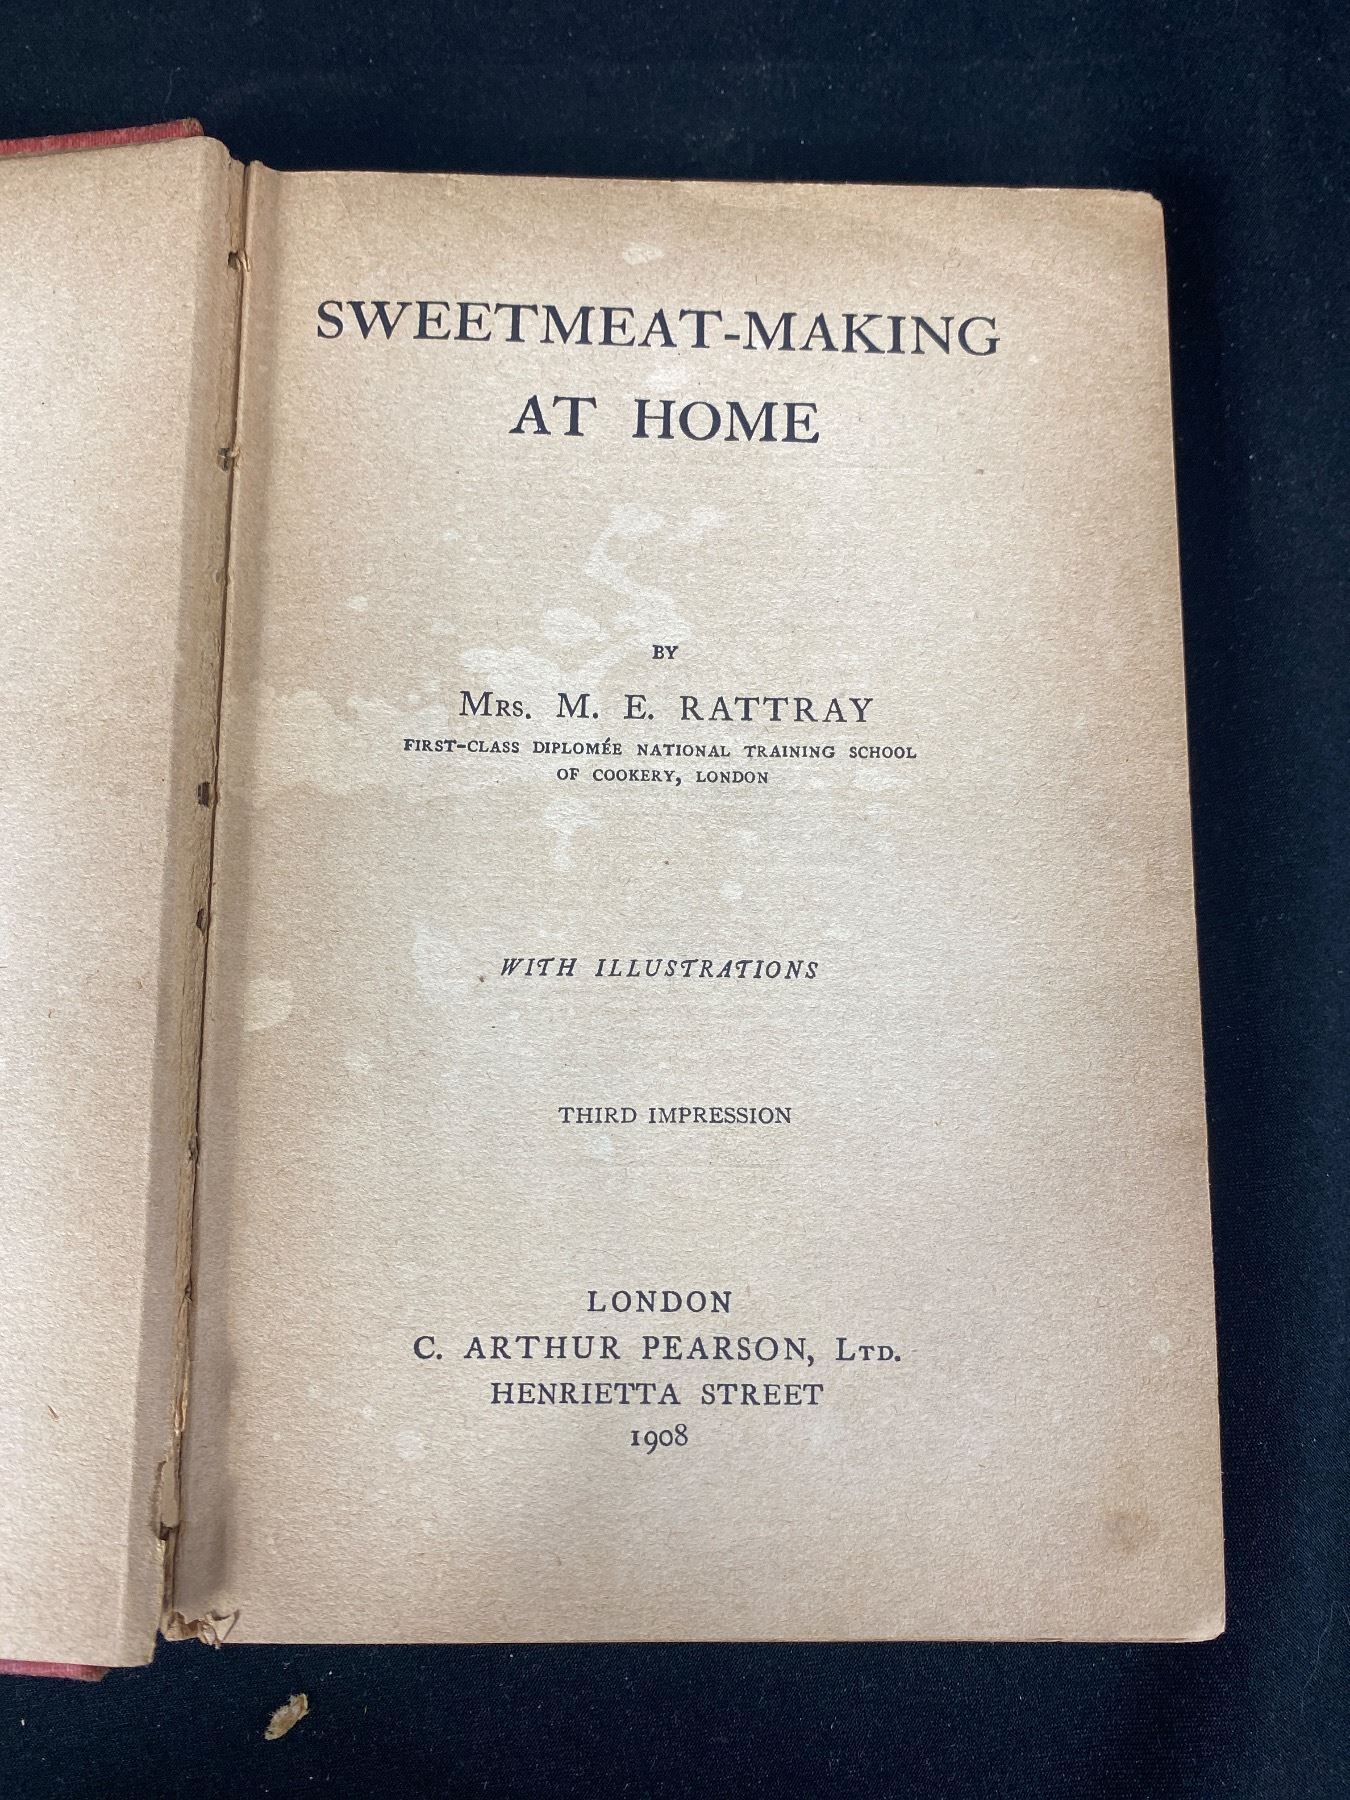 SWEETMEAT-MAKING
AT HOME
BY
MRS. M. E. RATTRAY
FIRST-CLASS DIPLOMÉE NATIONAL TRAINING SCHOOL
OF COOKERY, LONDON
WITH ILLUSTRATIONS
THIRD IMPRESSION
LONDON
C. ARTHUR PEARSON, LTD.
HENRIETTA STREET
1908